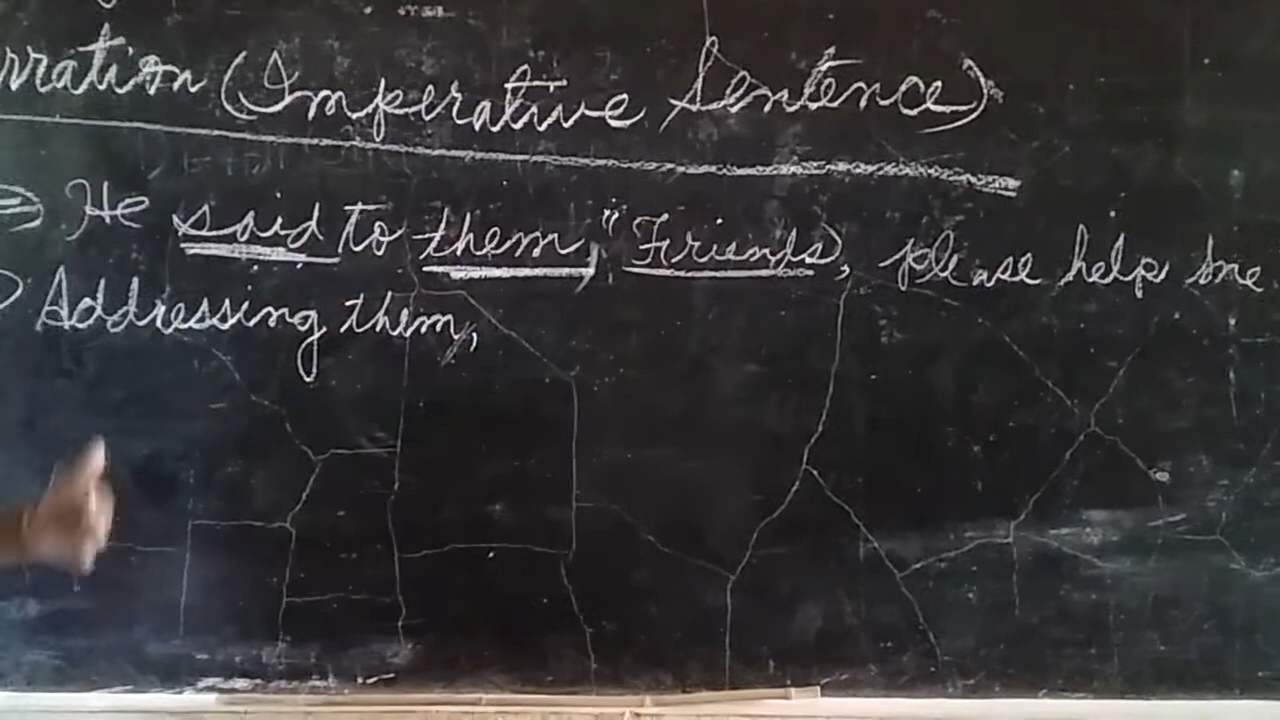 rration (Imperative Sentence)
⇒ He said to them, "Friends, please help me
Addressing them,